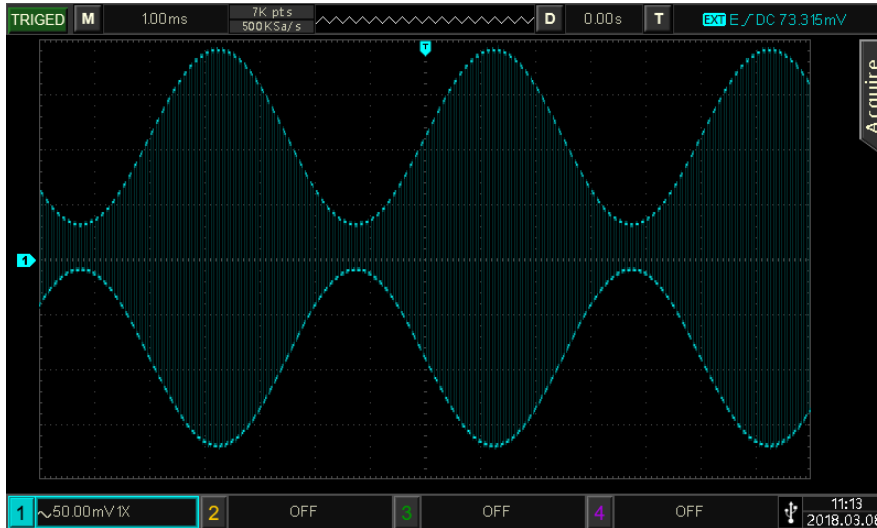 TRIGED M 1.00ms 7K pts
500KSa/s D 0.00s T EXT E DC 73.315mV
T
Acquire
1
1 50.00mV 1X 2 OFF 3 OFF 4 OFF 11:13
2018.03.08